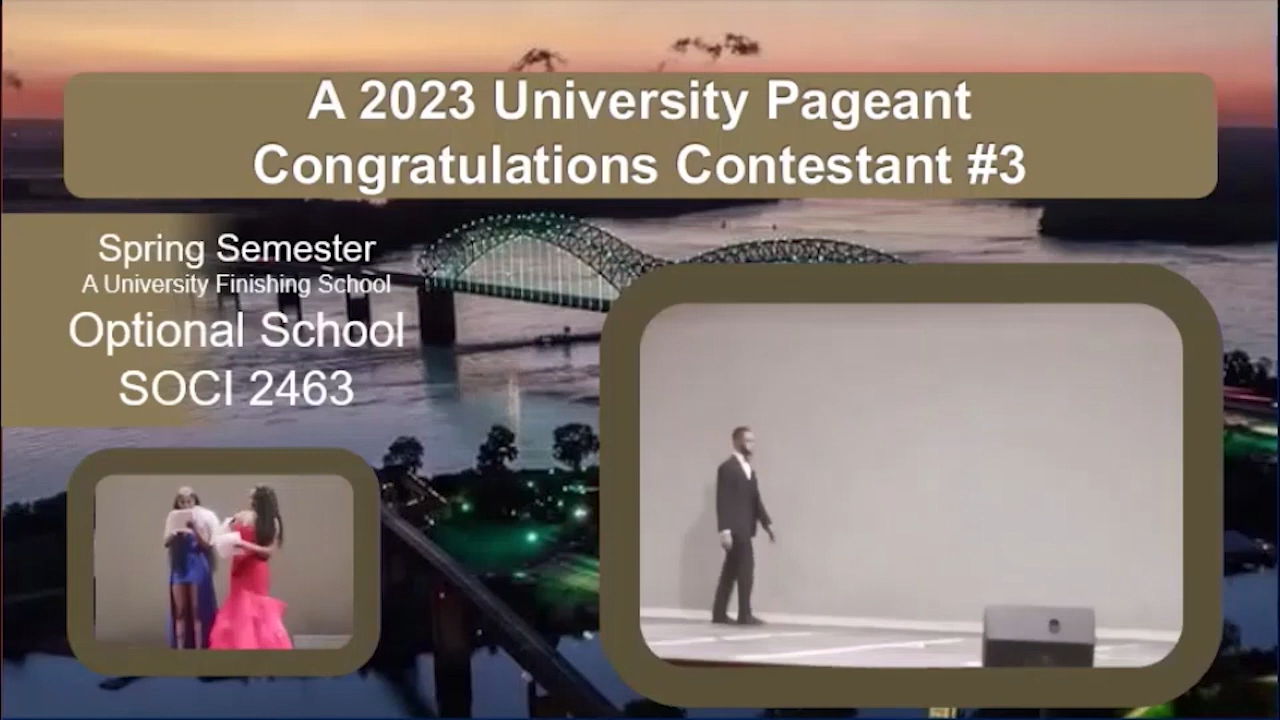 A 2023 University Pageant
Congratulations Contestant #3
Spring Semester
A University Finishing School
Optional School
SOCI 2463